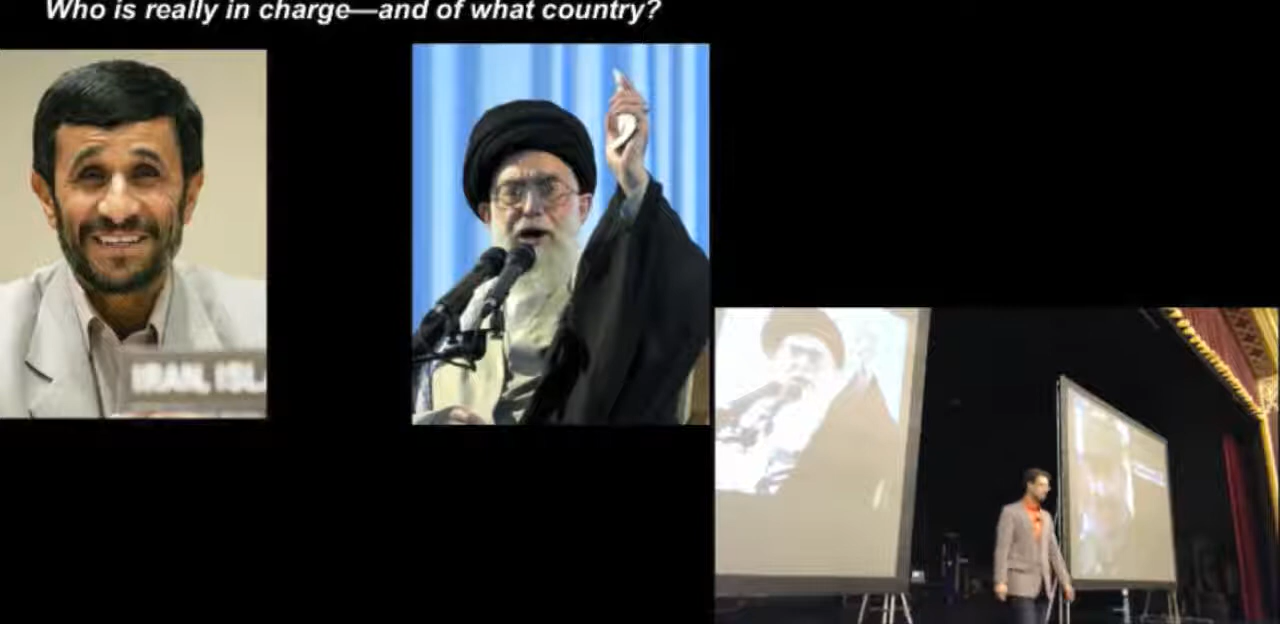 Who is really in charge—and of what country?
IRAN, ISL